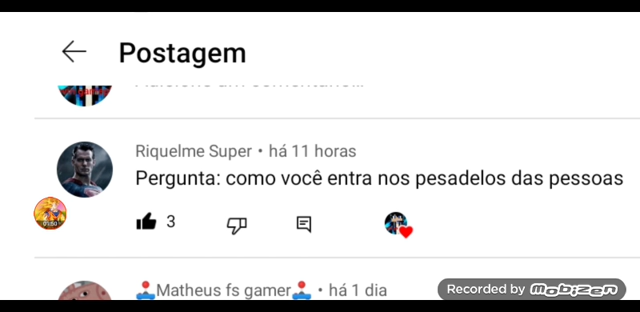 Postagem
Riquelme Super • há 11 horas
Pergunta: como você entra nos pesadelos das pessoas
3
Matheus fs gamer • há 1 dia
Recorded by mobizen